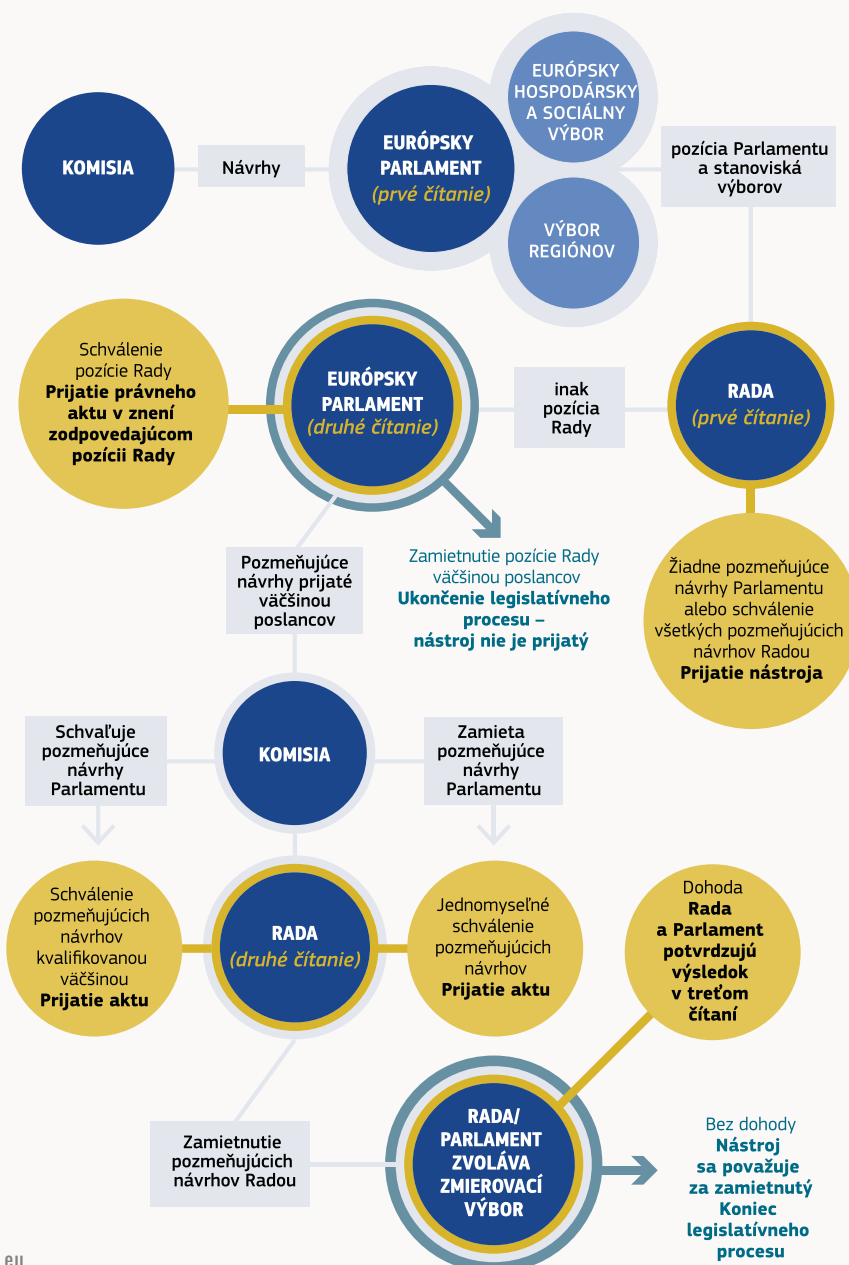 KOMISIA
Návrhy
EURÓPSKY
PARLAMENT
(prvé čítanie)
EURÓPSKY
HOSPODÁRSKY
A SOCIÁLNY
VÝBOR
VÝBOR
REGIÓNOV
pozícia Parlamentu
a stanoviská
výborov
Schválenie
pozície Rady
Prijatie právneho
aktu v znení
zodpovedajúcom
pozícii Rady
EURÓPSKY
PARLAMENT
(druhé čítanie)
inak
pozícia
Rady
RADA
(prvé čítanie)
Pozmeňujúce
návrhy prijaté
väčšinou
poslancov
Zamietnutie pozície Rady
väčšinou poslancov
Ukončenie legislatívneho
procesu –
nástroj nie je prijatý
Žiadne pozmeňujúce
návrhy Parlamentu
alebo schválenie
všetkých pozmeňujúcich
návrhov Radou
Prijatie nástroja
Schvaľuje
pozmeňujúce
návrhy
Parlamentu
KOMISIA
Zamieta
pozmeňujúce
návrhy
Parlamentu
Schválenie
pozmeňujúcich
návrhov
kvalifikovanou
väčšinou
Prijatie aktu
RADA
(druhé čítanie)
Jednomyseľné
schválenie
pozmeňujúcich
návrhov
Prijatie aktu
Dohoda
Rada
a Parlament
potvrdzujú
výsledok
v treťom
čítaní
Zamietnutie
pozmeňujúcich
návrhov Radou
RADA/
PARLAMENT
ZVOLÁVA
ZMIEROVACÍ
VÝBOR
Bez dohody
Nástroj
sa považuje
za zamietnutý
Koniec
legislatívneho
procesu
eu